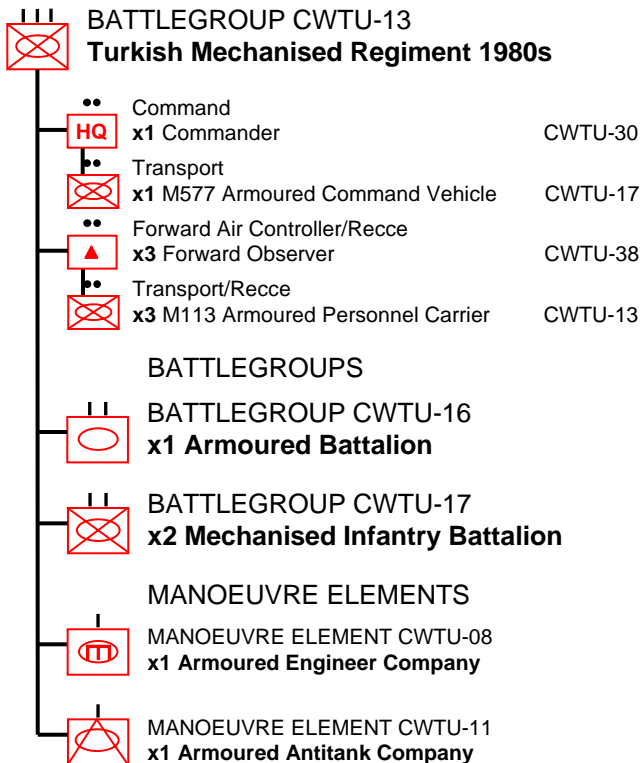 BATTLEGROUP CWTU-13
Turkish Mechanised Regiment 1980s
Command
HQ x1 Commander CWTU-30
Transport
x1 M577 Armoured Command Vehicle CWTU-17
Forward Air Controller/Recce
x3 Forward Observer CWTU-38
Transport/Recce
x3 M113 Armoured Personnel Carrier CWTU-13
BATTLEGROUPS
BATTLEGROUP CWTU-16
x1 Armoured Battalion
BATTLEGROUP CWTU-17
x2 Mechanised Infantry Battalion
MANOEUVRE ELEMENTS
MANOEUVRE ELEMENT CWTU-08
x1 Armoured Engineer Company
MANOEUVRE ELEMENT CWTU-11
x1 Armoured Antitank Company